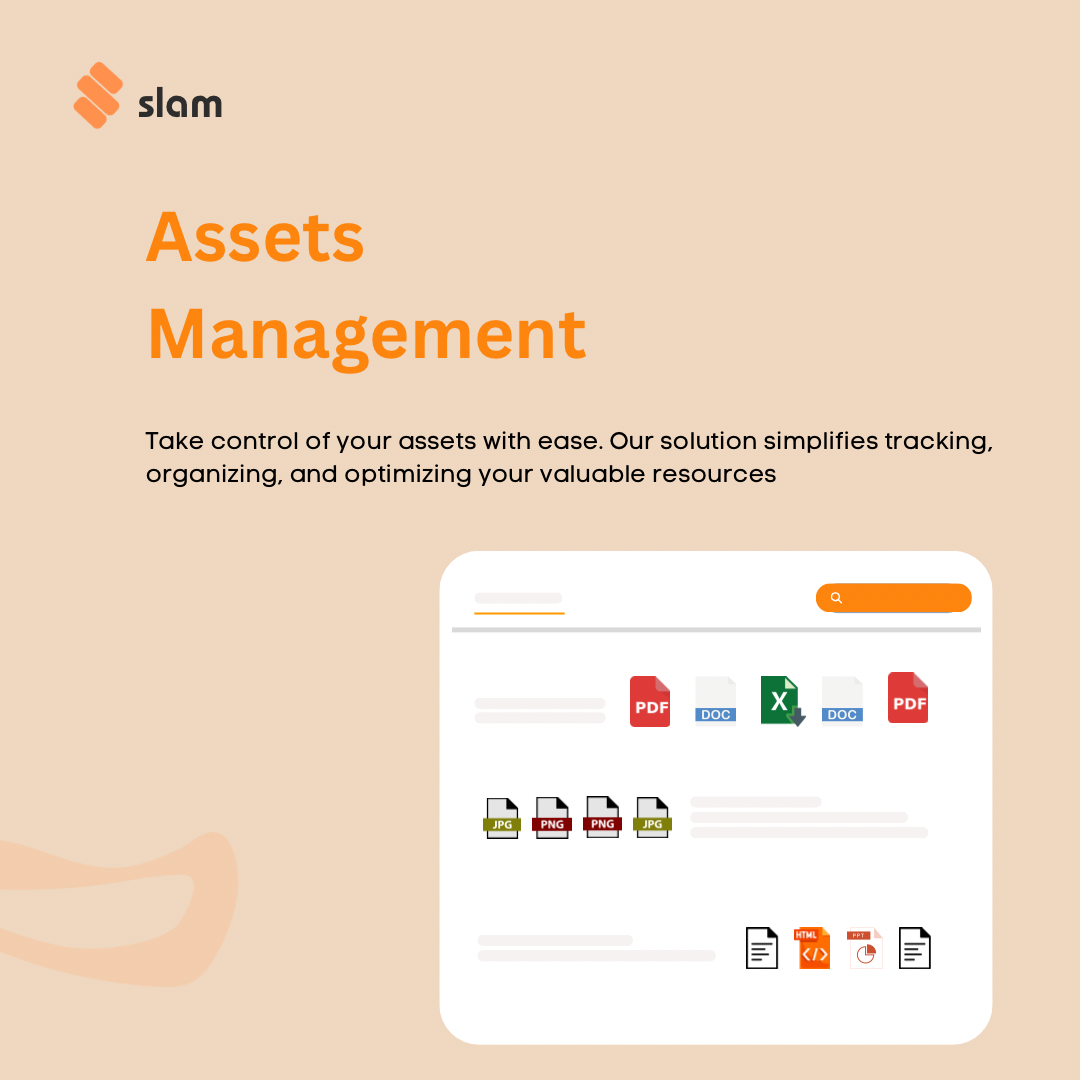 slam
Assets
Management
Take control of your assets with ease. Our solution simplifies tracking,
organizing, and optimizing your valuable resources
PDF DOC X DOC PDF
JPG PNG PNG JPG
HTML </> PPT